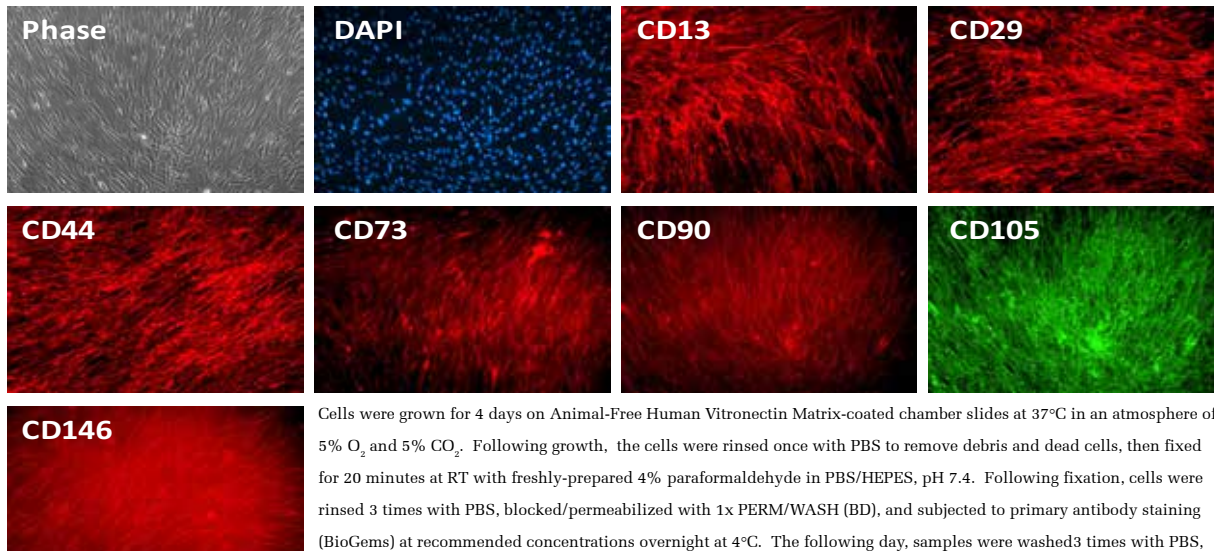 Phase
DAPI
CD13
CD29
CD44
CD73
CD90
CD105
CD146
Cells were grown for 4 days on Animal-Free Human Vitronectin Matrix-coated chamber slides at 37°C in an atmosphere of
5% O₂ and 5% CO₂. Following growth, the cells were rinsed once with PBS to remove debris and dead cells, then fixed
for 20 minutes at RT with freshly-prepared 4% paraformaldehyde in PBS/HEPES, pH 7.4. Following fixation, cells were
rinsed 3 times with PBS, blocked/permeabilized with 1x PERM/WASH (BD), and subjected to primary antibody staining
(BioGems) at recommended concentrations overnight at 4°C. The following day, samples were washed3 times with PBS,